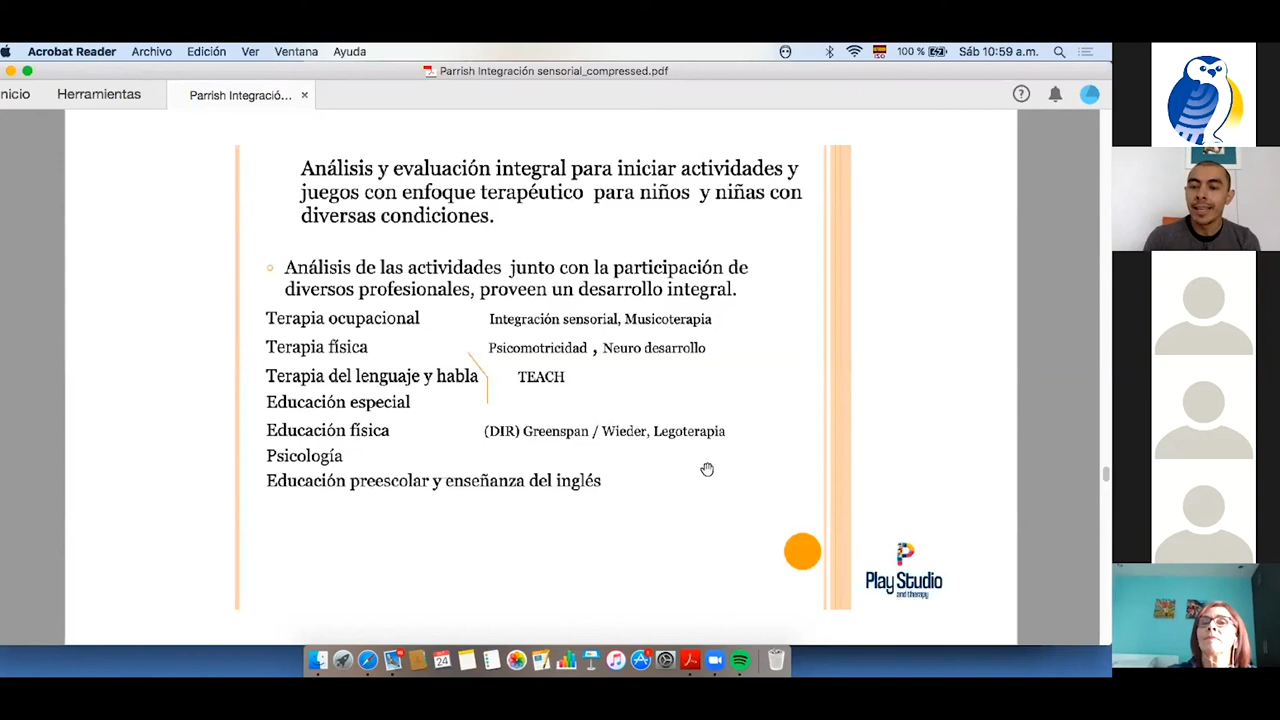 Acrobat Reader Archivo Edición Ver Ventana Ayuda 100 % Sáb 10:59 a.m.
ISO
Parrish Integración sensorial_compressed.pdf
nicio Herramientas Parrish Integració... ×
Análisis y evaluación integral para iniciar actividades y
juegos con enfoque terapéutico para niños y niñas con
diversas condiciones.
Análisis de las actividades junto con la participación de
diversos profesionales, proveen un desarrollo integral.
Terapia ocupacional Integración sensorial, Musicoterapia
Terapia física Psicomotricidad , Neuro desarrollo
Terapia del lenguaje y habla TEACH
Educación especial
Educación física (DIR) Greenspan / Wieder, Legoterapia
Psicología
Educación preescolar y enseñanza del inglés
P
Play Studio
and therapy
24